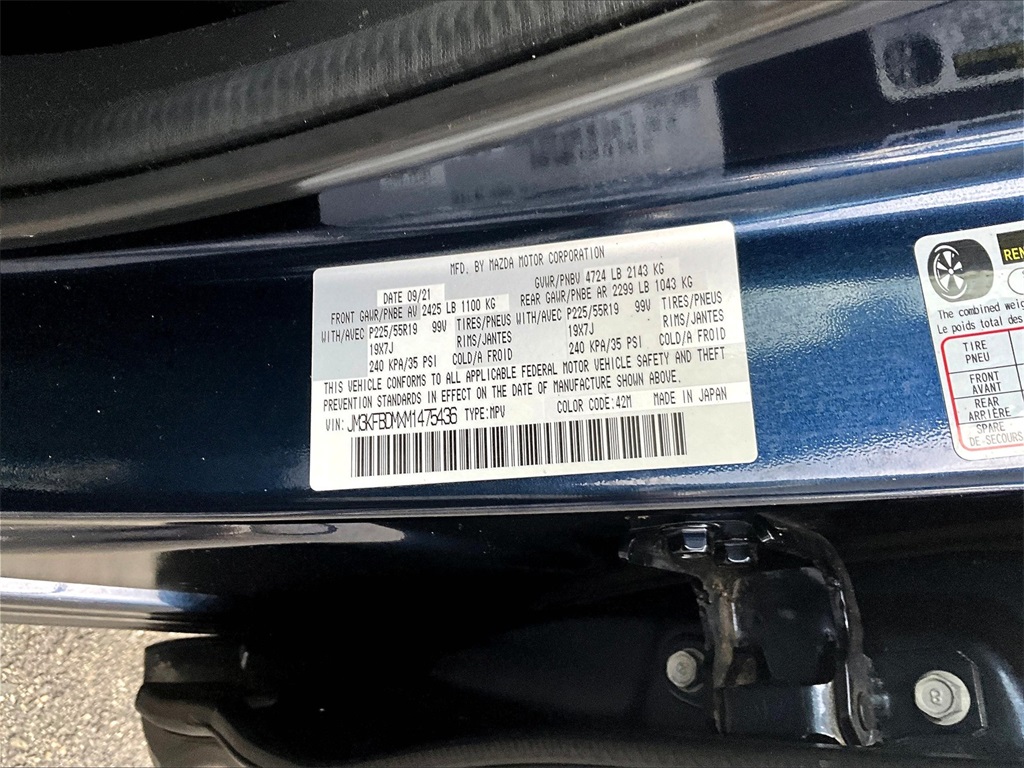 MFD. BY MAZDA MOTOR CORPORATION
DATE 09/21
GVWR/PNBV 4724 LB 2143 KG
FRONT GAWR/PNBE AV 2425 LB 1100 KG
REAR GAWR/PNBE AR 2299 LB 1043 KG
WITH/AVEC P225/55R19 99V TIRES/PNEUS
19X7J RIMS/JANTES
240 KPA/35 PSI COLD/A FROID
WITH/AVEC P225/55R19 99V TIRES/PNEUS
19X7J RIMS/JANTES
240 KPA/35 PSI COLD/A FROID
THIS VEHICLE CONFORMS TO ALL APPLICABLE FEDERAL MOTOR VEHICLE SAFETY AND THEFT
PREVENTION STANDARDS IN EFFECT ON THE DATE OF MANUFACTURE SHOWN ABOVE.
VIN: JM3KFBDMXM1475436 TYPE:MPV COLOR CODE:42M MADE IN JAPAN
The combined
Le poids total des
TIRE
PNEU
FRONT
AVANT
REAR
ARRIÈRE
SPARE
DE-SECOURS
8